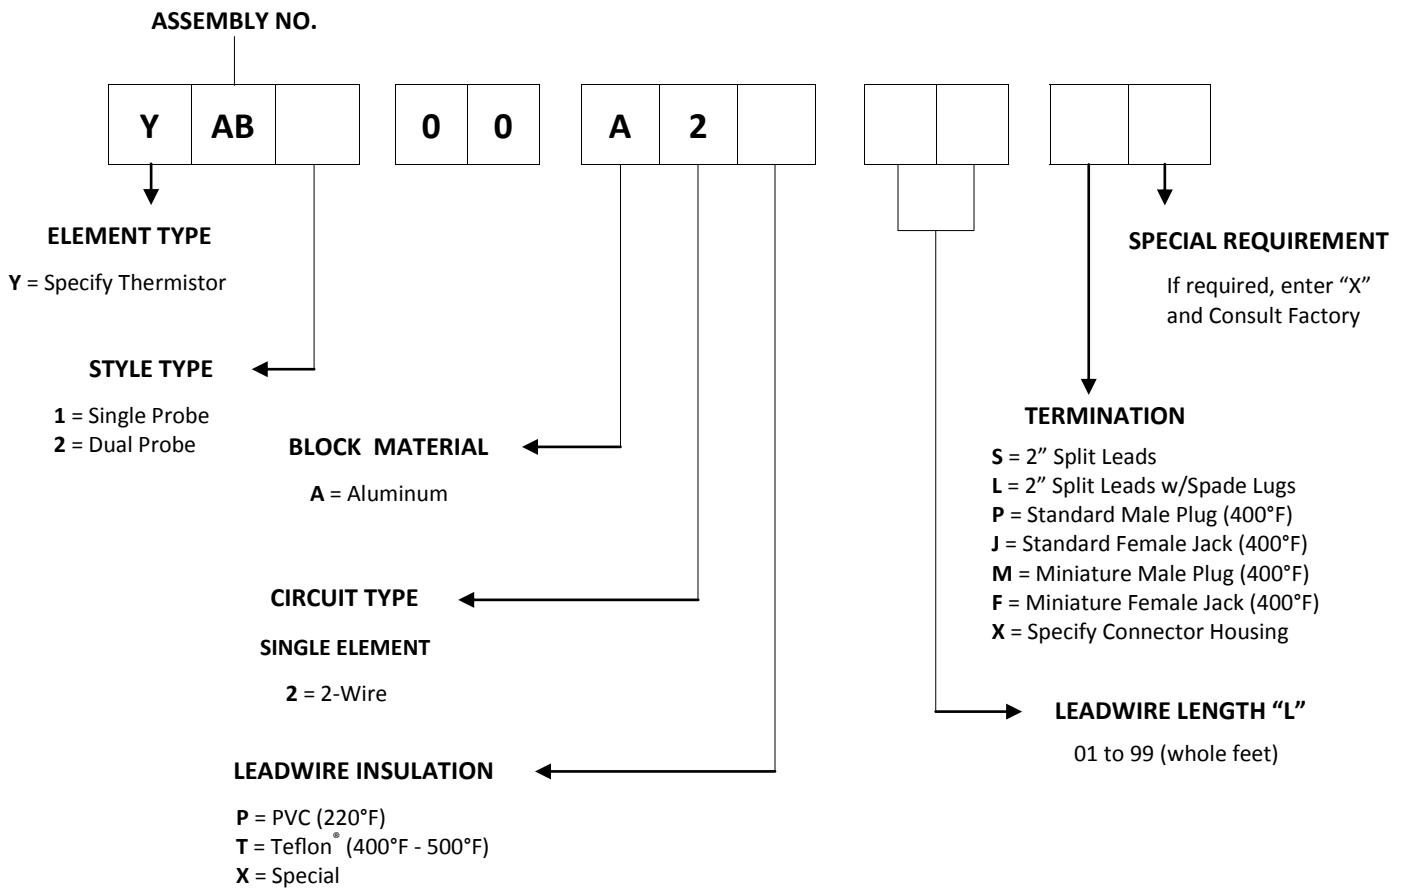 ASSEMBLY NO.
Y AB 0 0 A 2
ELEMENT TYPE
Y = Specify Thermistor
STYLE TYPE
1 = Single Probe
2 = Dual Probe
BLOCK MATERIAL
A = Aluminum
CIRCUIT TYPE
SINGLE ELEMENT
2 = 2-Wire
LEADWIRE INSULATION
P = PVC (220°F)
T = Teflon® (400°F - 500°F)
X = Special
SPECIAL REQUIREMENT
If required, enter “X”
and Consult Factory
TERMINATION
S = 2” Split Leads
L = 2” Split Leads w/Spade Lugs
P = Standard Male Plug (400°F)
J = Standard Female Jack (400°F)
M = Miniature Male Plug (400°F)
F = Miniature Female Jack (400°F)
X = Specify Connector Housing
LEADWIRE LENGTH “L”
01 to 99 (whole feet)